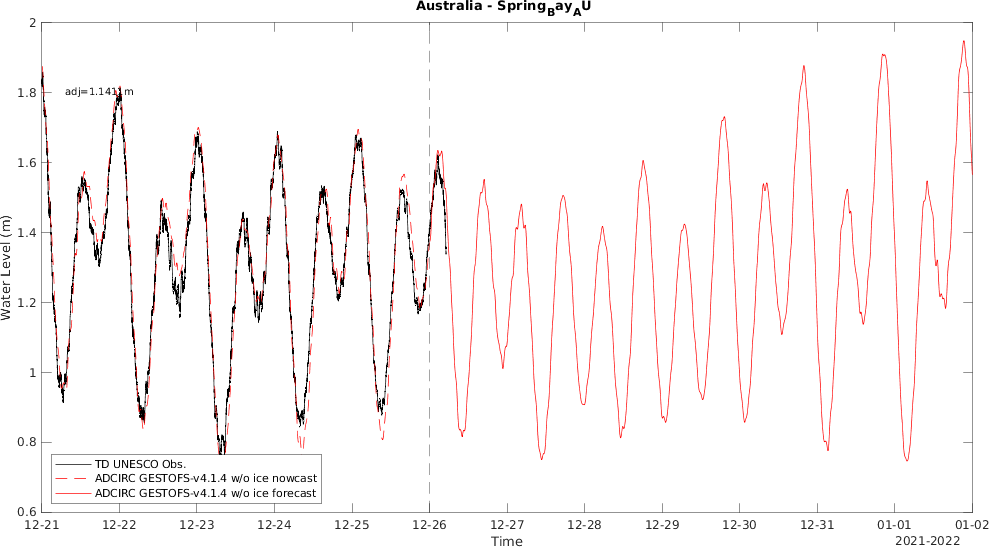 Australia - SpringBayAU
2
1.8
1.6
1.4
1.2
1
0.8
0.6
Water Level (m)
adj=1.1411 m
TD UNESCO Obs.
ADCIRC GESTOFS-v4.1.4 w/o ice nowcast
ADCIRC GESTOFS-v4.1.4 w/o ice forecast
12-21 12-22 12-23 12-24 12-25 12-26 12-27 12-28 12-29 12-30 12-31 01-01 01-02
Time
2021-2022